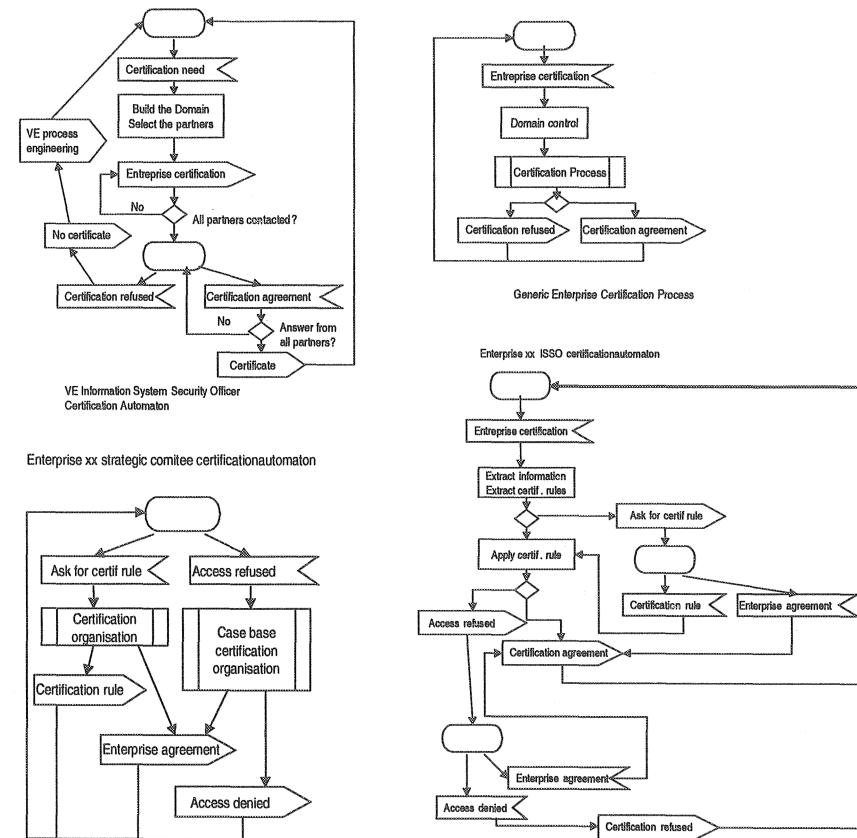 Certification need
Build the Domain
Select the partners
VE process
engineering
Entreprise certification
No
All partners contacted?
No certificate
Certification refused
Certification agreement
No
Answer from
all partners?
Certificate
VE Information System Security Officer
Certification Automaton
Entreprise certification
Domain control
Certification Process
Certification refused
Certification agreement
Generic Enterprise Certification Process
Enterprise xx strategic comitee certificationautomaton
Ask for certif rule
Access refused
Certification
organisation
Case base
certification
organisation
Certification rule
Enterprise agreement
Access denied
Enterprise xx ISSO certificationautomaton
Entreprise certification
Extract information
Extract certif. rules
Ask for certif rule
Apply certif. rule
Certification rule
Enterprise agreement
Access refused
Certification agreement
Enterprise agreement
Access denied
Certification refused